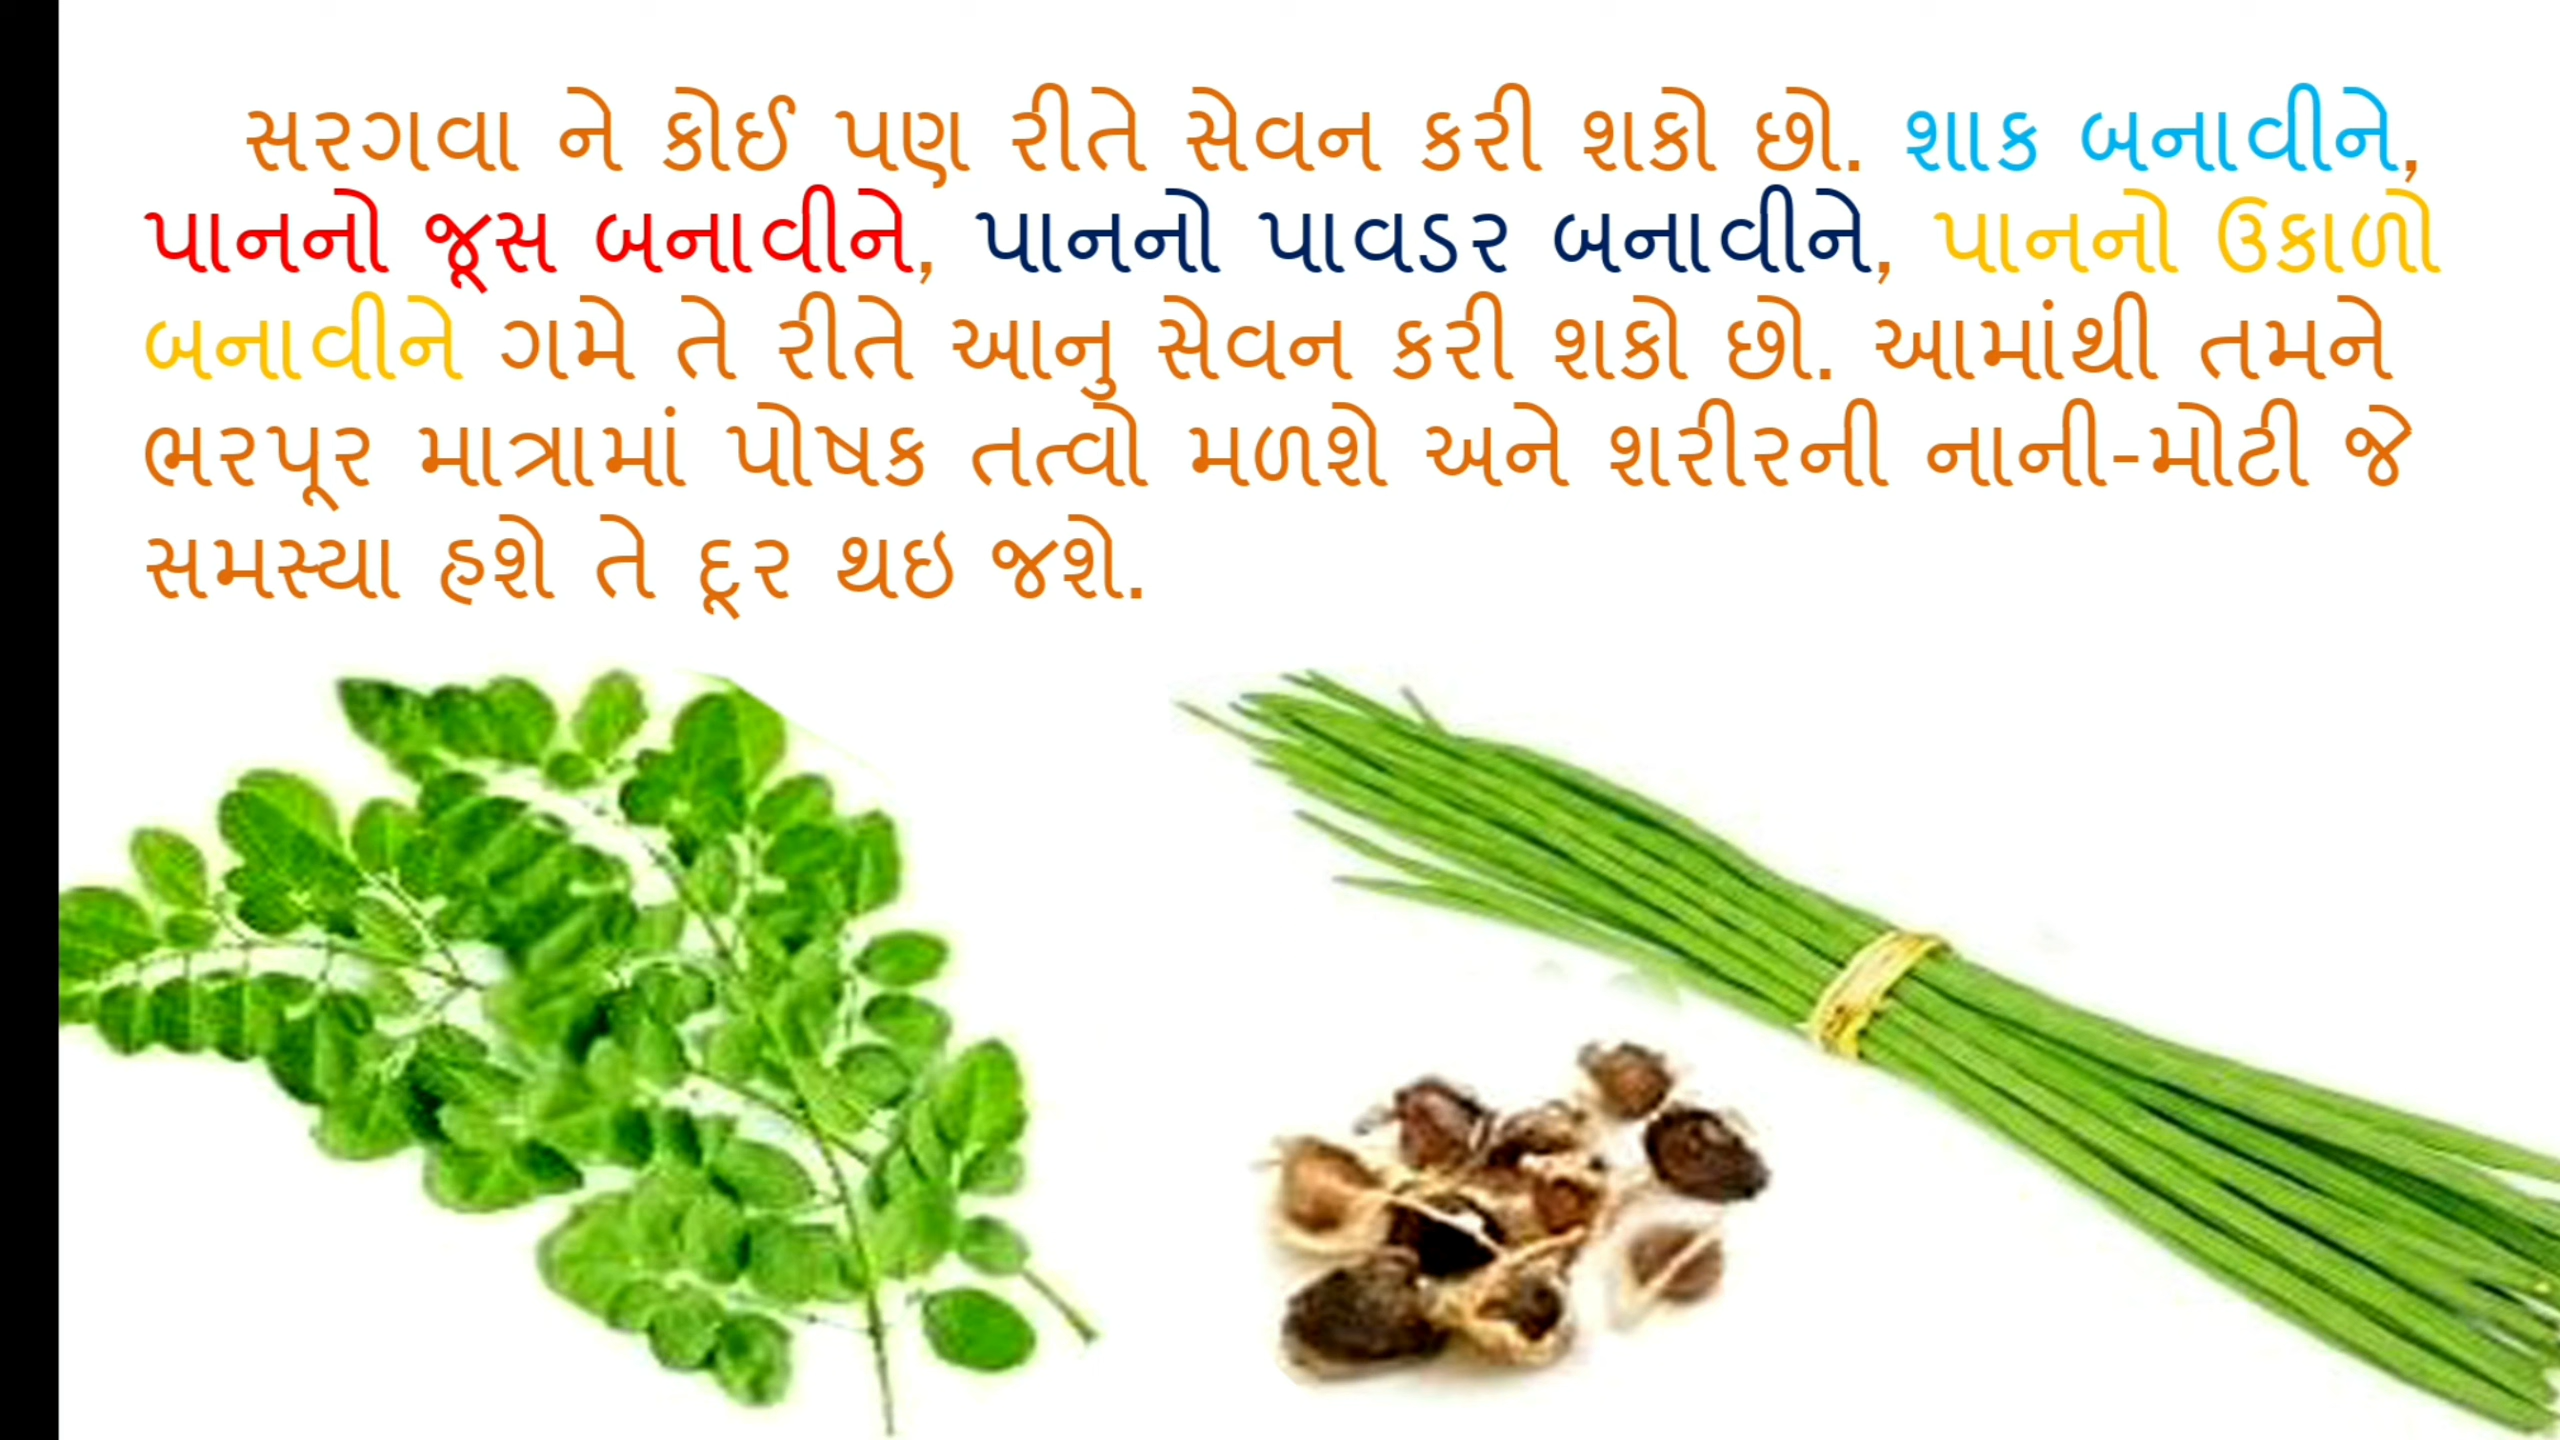 સરગવા ને કોઈ પણ રીતે સેવન કરી શકો છો. શાક બનાવીને,
પાનનો જૂસ બનાવીને, પાનનો પાવડર બનાવીને, પાનનો ઉકાળો
બનાવીને ગમે તે રીતે આનુ સેવન કરી શકો છો. આમાંથી તમને
ભરપૂર માત્રામાં પોષક તત્વો મળશે અને શરીરની નાની-મોટી જે
સમસ્યા હશે તે દૂર થઇ જશે.